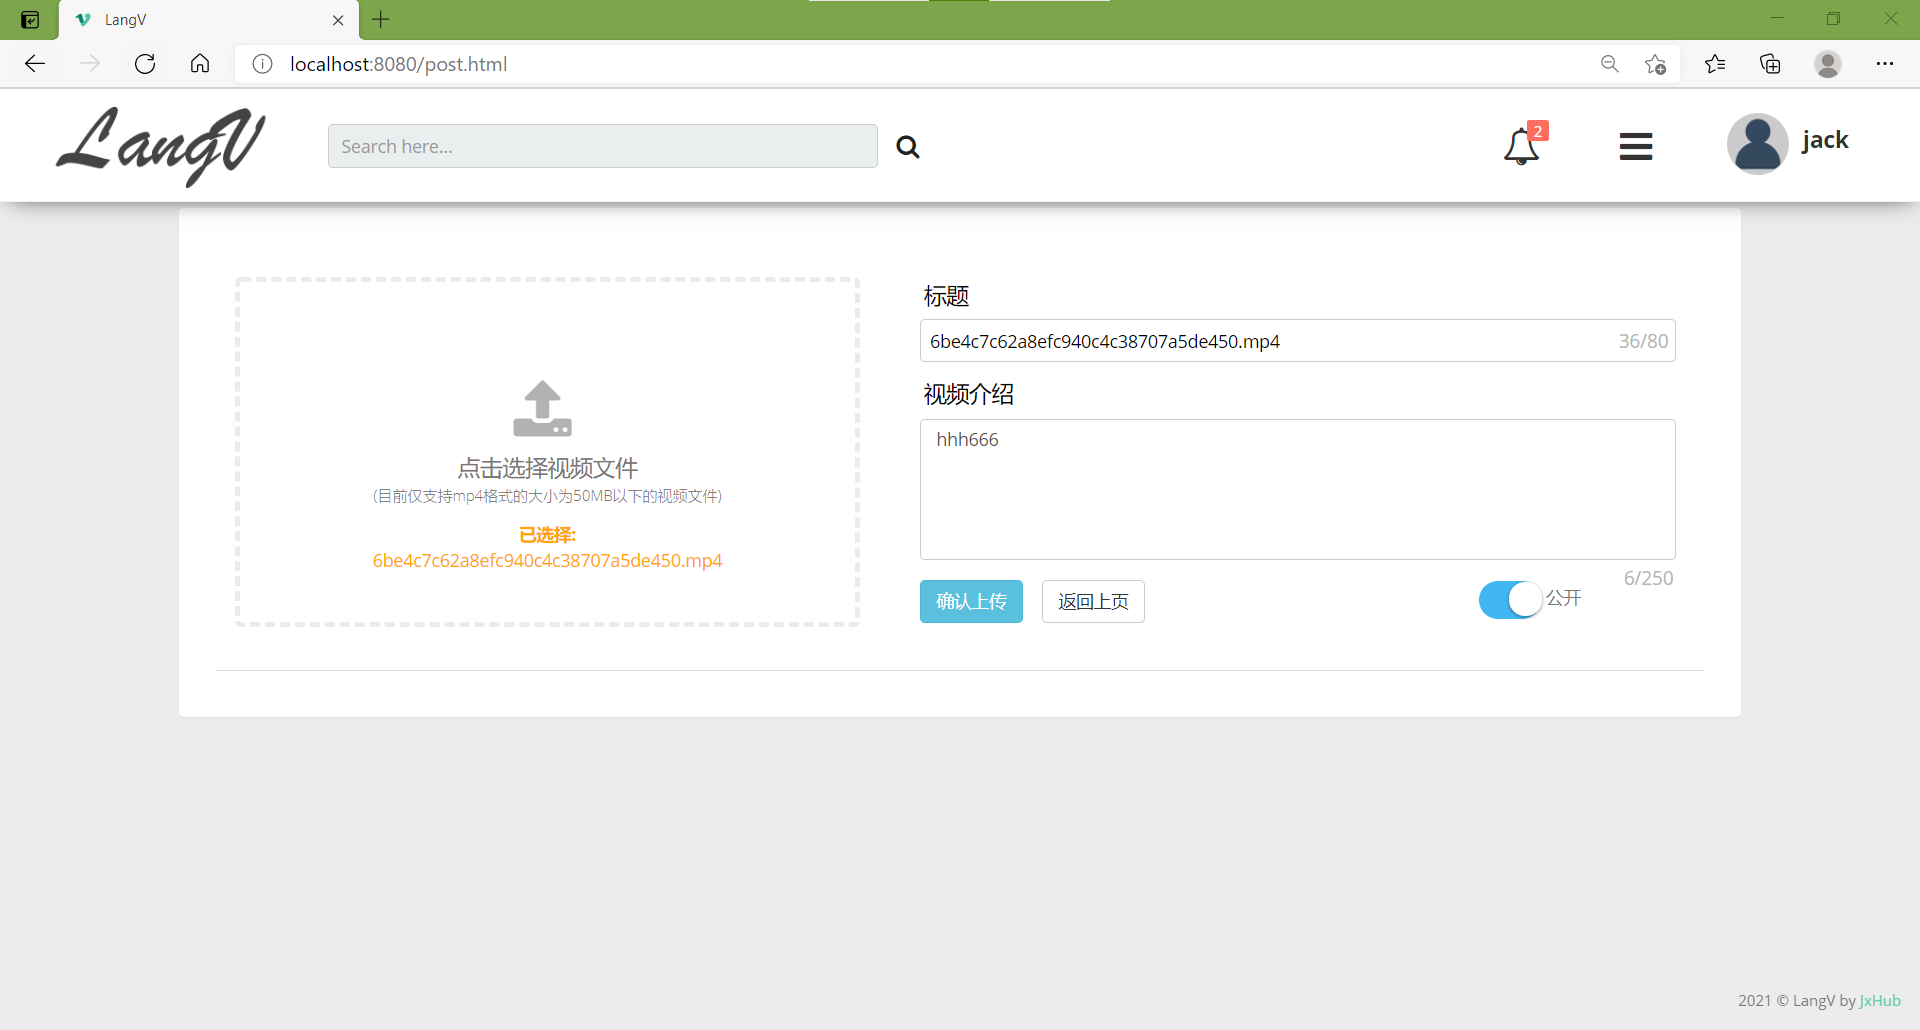 LangV
localhost:8080/post.html
LangV
Search here...
2
jack
标题
6be4c7c62a8efc940c4c38707a5de450.mp4
36/80
视频介绍
hhh666
6/250
点击选择视频文件
(目前仅支持mp4格式的大小为50MB以下的视频文件)
已选择:
6be4c7c62a8efc940c4c38707a5de450.mp4
确认上传
返回上页
公开
2021 © LangV by JxHub